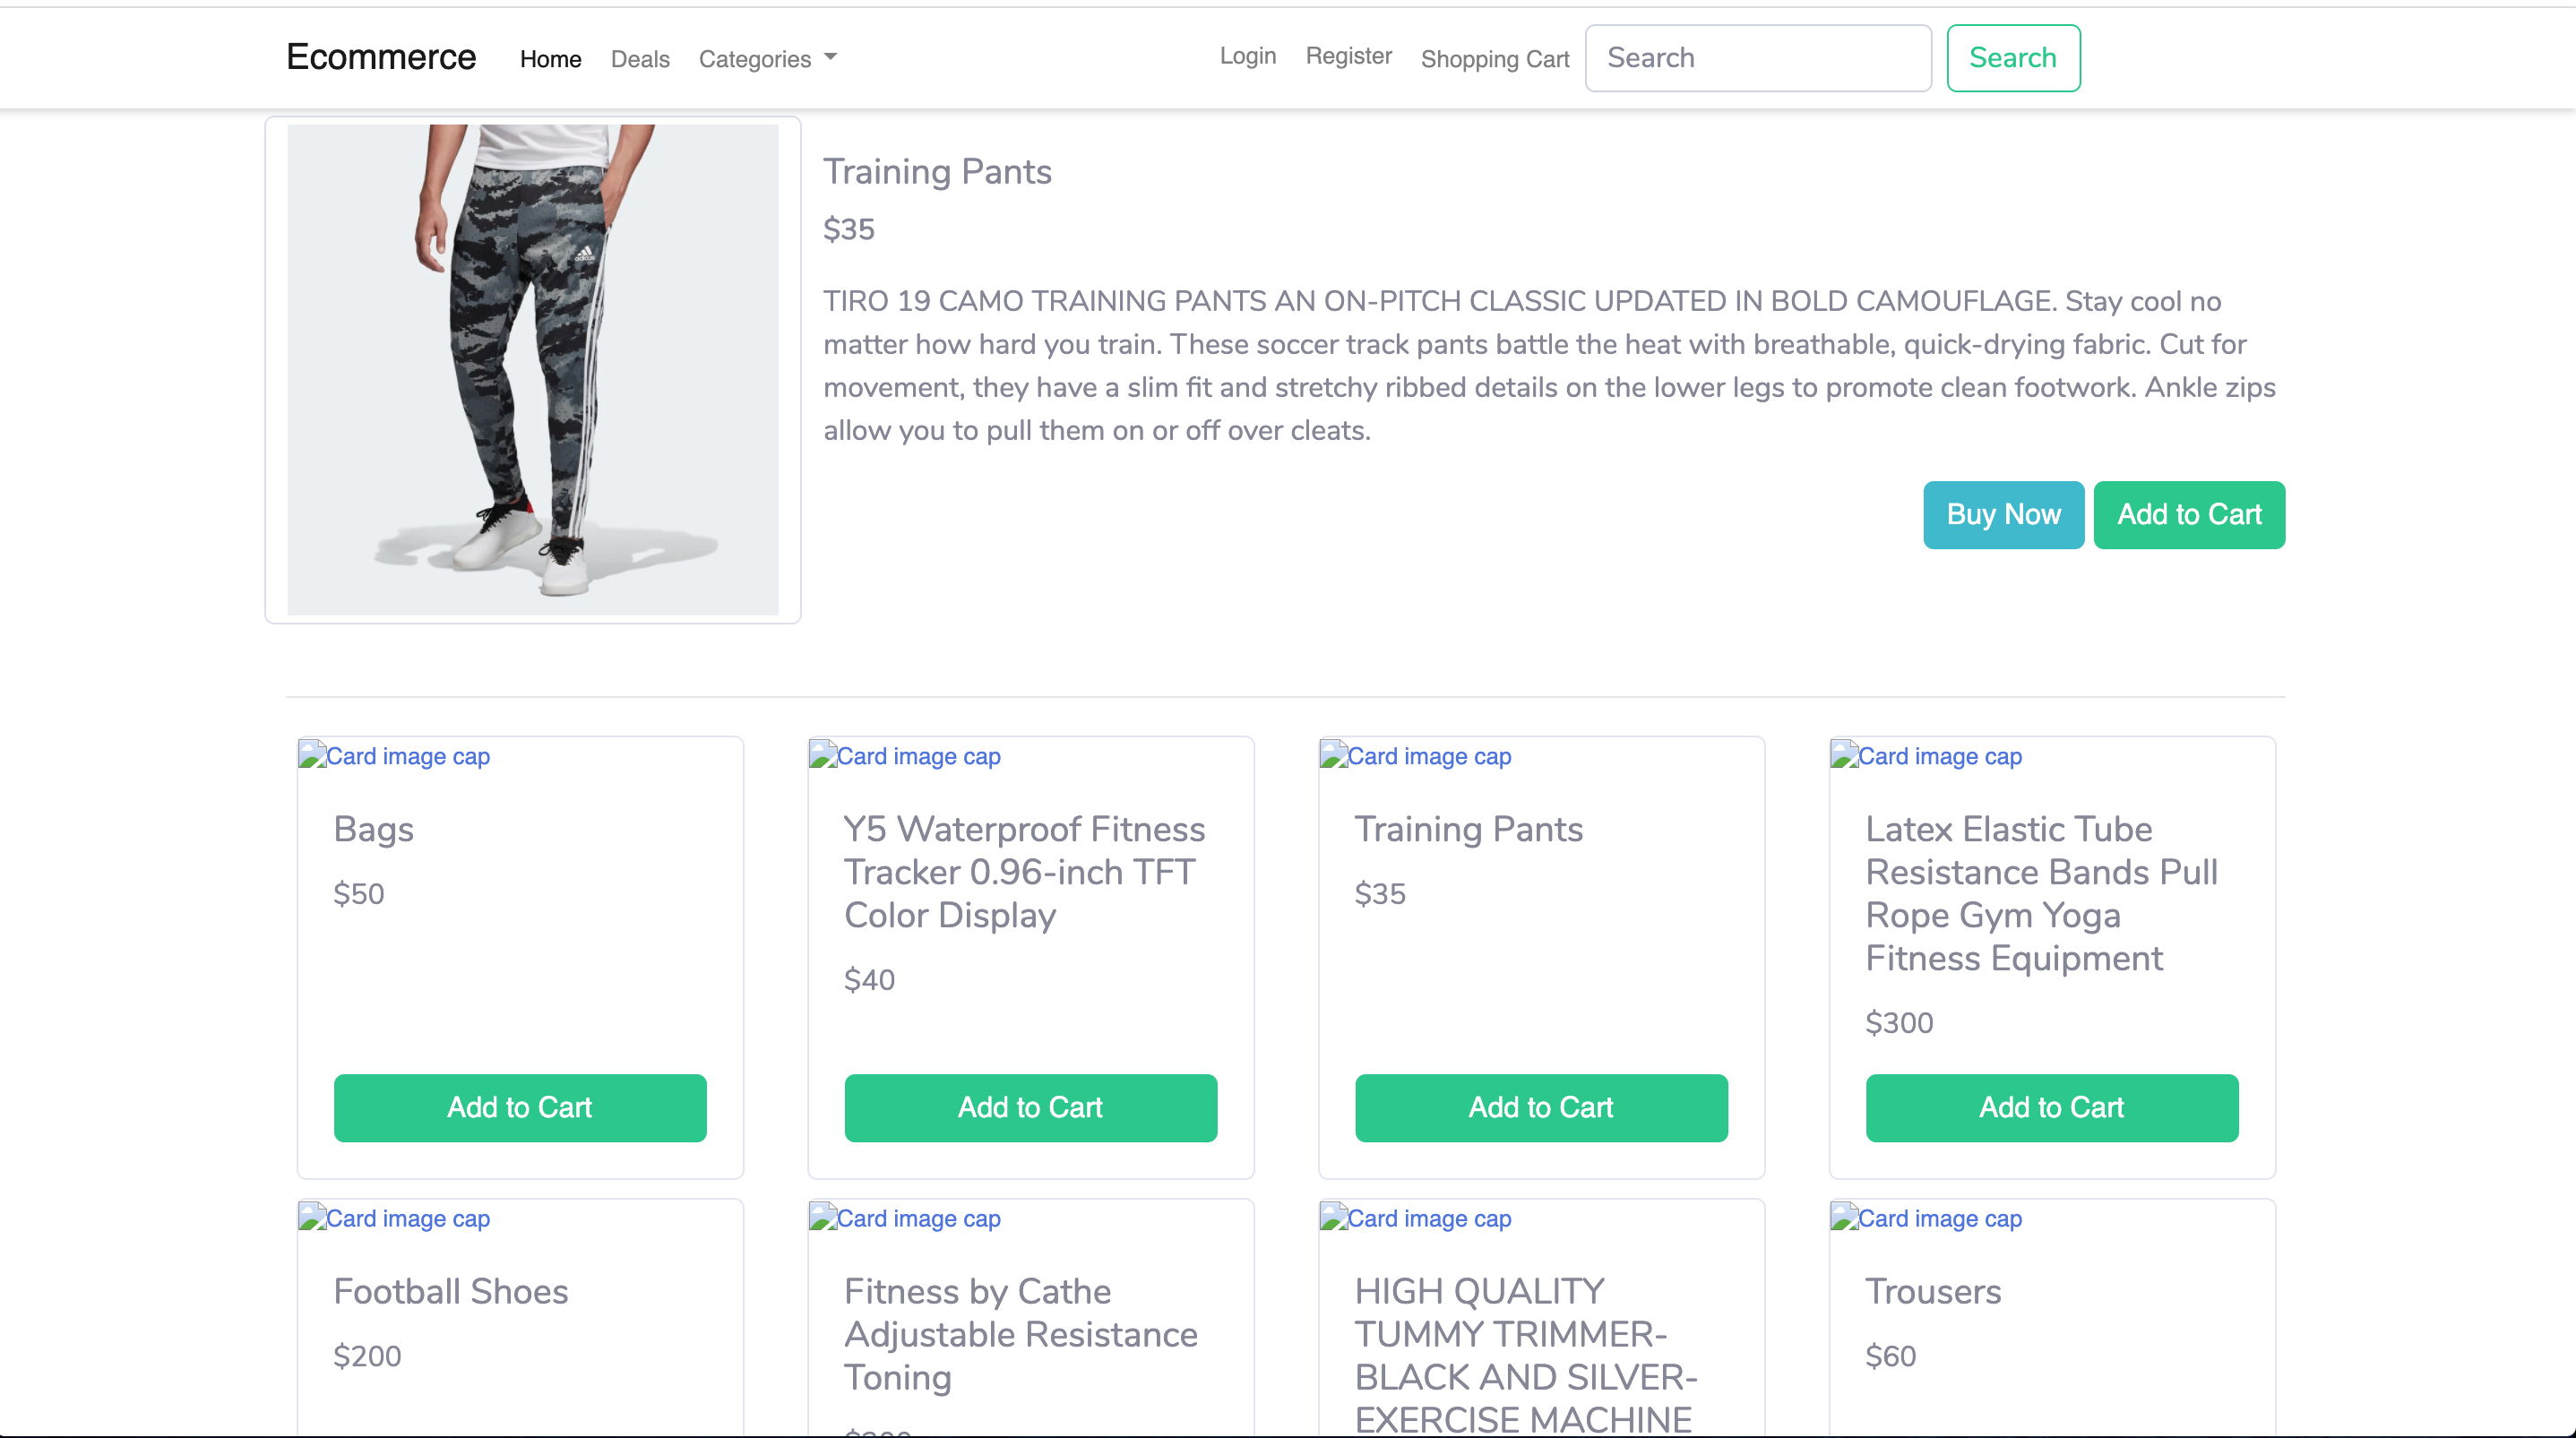 Ecommerce Home Deals Categories Login Register Shopping Cart Search Search
adidas
Training Pants
$35
TIRO 19 CAMO TRAINING PANTS AN ON-PITCH CLASSIC UPDATED IN BOLD CAMOUFLAGE. Stay cool no
matter how hard you train. These soccer track pants battle the heat with breathable, quick-drying fabric. Cut for
movement, they have a slim fit and stretchy ribbed details on the lower legs to promote clean footwork. Ankle zips
allow you to pull them on or off over cleats.
Buy Now Add to Cart
Card image cap
Bags
$50
Add to Cart
Card image cap
Y5 Waterproof Fitness
Tracker 0.96-inch TFT
Color Display
$40
Add to Cart
Card image cap
Training Pants
$35
Add to Cart
Card image cap
Latex Elastic Tube
Resistance Bands Pull
Rope Gym Yoga
Fitness Equipment
$300
Add to Cart
Card image cap
Football Shoes
$200
Card image cap
Fitness by Cathe
Adjustable Resistance
Toning
Card image cap
HIGH QUALITY
TUMMY TRIMMER-
BLACK AND SILVER-
EXERCISE MACHINE
Card image cap
Trousers
$60